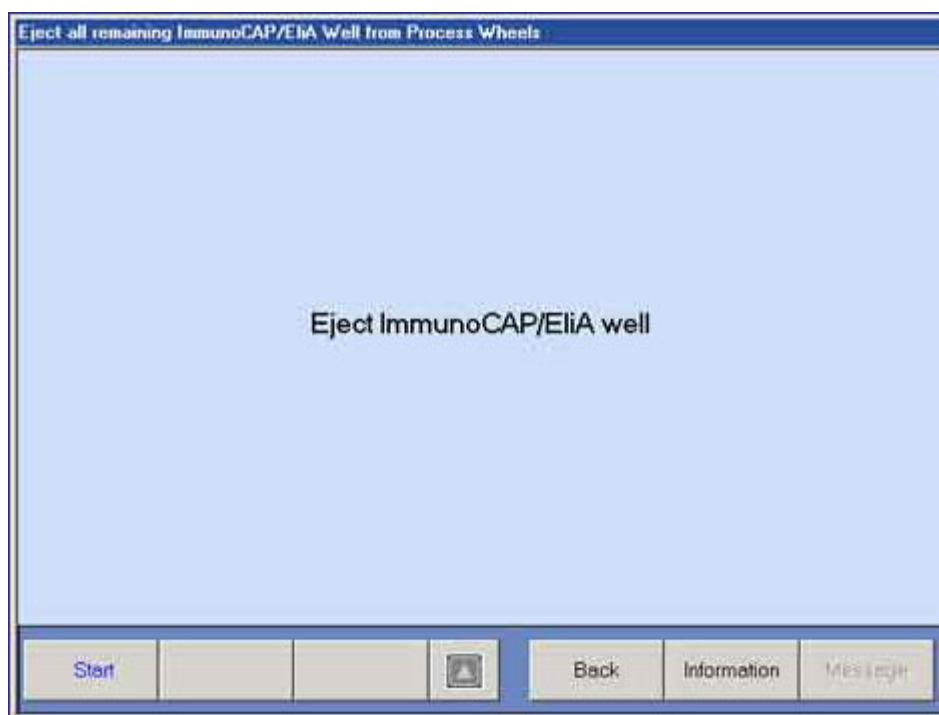 Eject all remaining ImmunoCAP/EliA Well from Process Wheels
Eject ImmunoCAP/EliA well
Start
Back
Information
Message